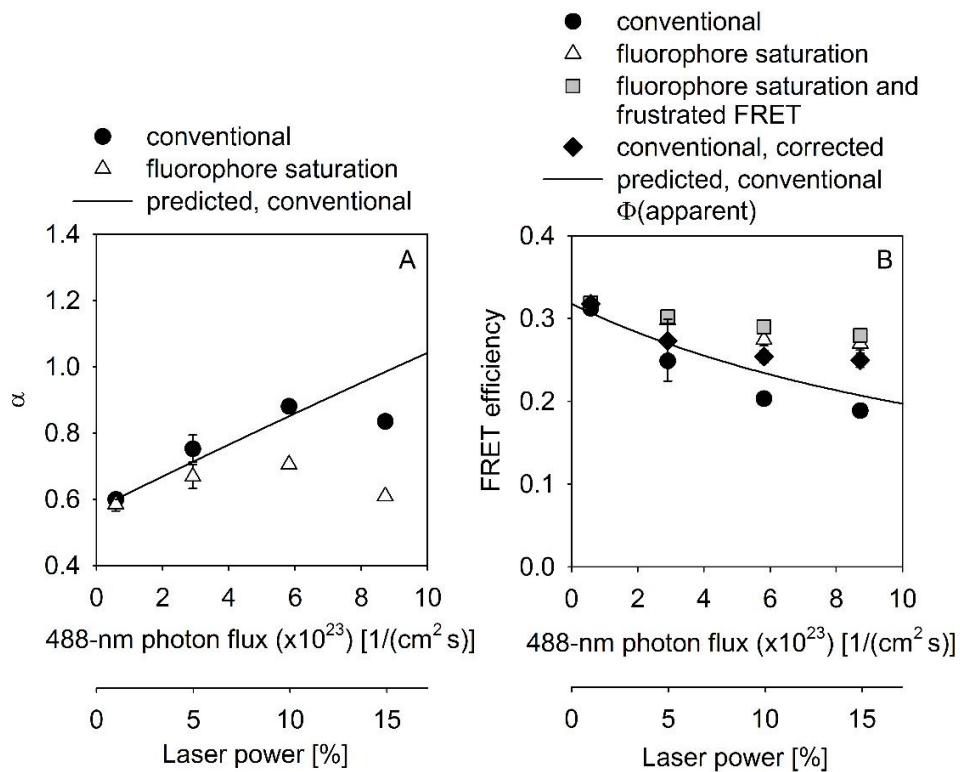 conventional
fluorophore saturation
predicted, conventional
A
1.4
1.2
1.0
0.8
0.6
0.4
α
0 2 4 6 8 10
488-nm photon flux (x10²³) [1/(cm² s)]
0 5 10 15
Laser power [%]
conventional
fluorophore saturation
fluorophore saturation and
frustrated FRET
conventional, corrected
predicted, conventional
Φ(apparent)
B
0.4
0.3
0.2
0.1
0.0
FRET efficiency
0 2 4 6 8 10
488-nm photon flux (x10²³) [1/(cm² s)]
0 5 10 15
Laser power [%]